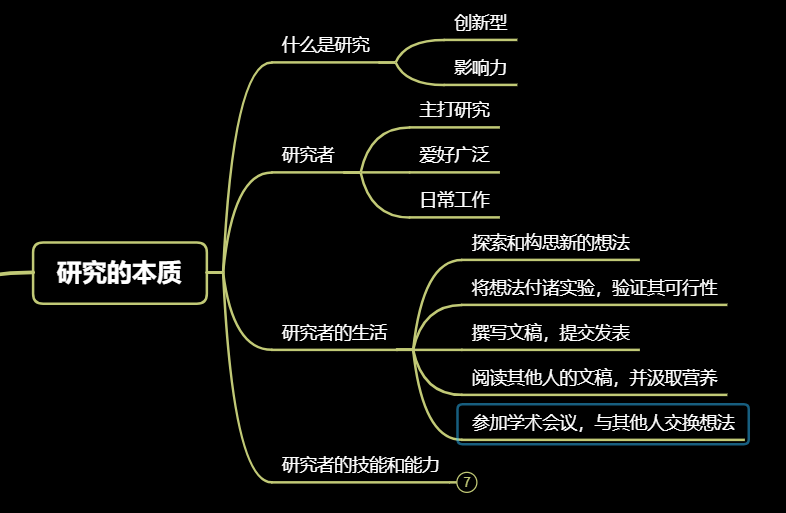 研究的本质
什么是研究
创新型
影响力
研究者
主打研究
爱好广泛
日常工作
研究者的生活
探索和构思新的想法
将想法付诸实验，验证其可行性
撰写文稿，提交发表
阅读其他人的文稿，并汲取营养
参加学术会议，与其他人交换想法
研究者的技能和能力
7